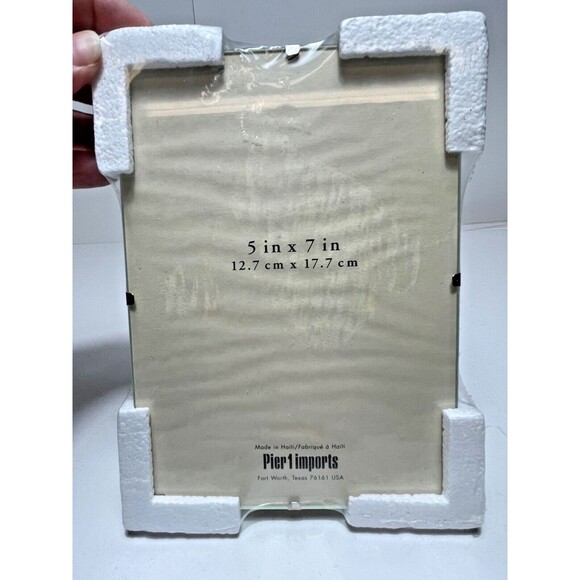 5 in x 7 in
12.7 cm x 17.7 cm
Made in Haiti/Fabriqué à Haïti
Pier 1 imports
Fort Worth, Texas 76161 USA